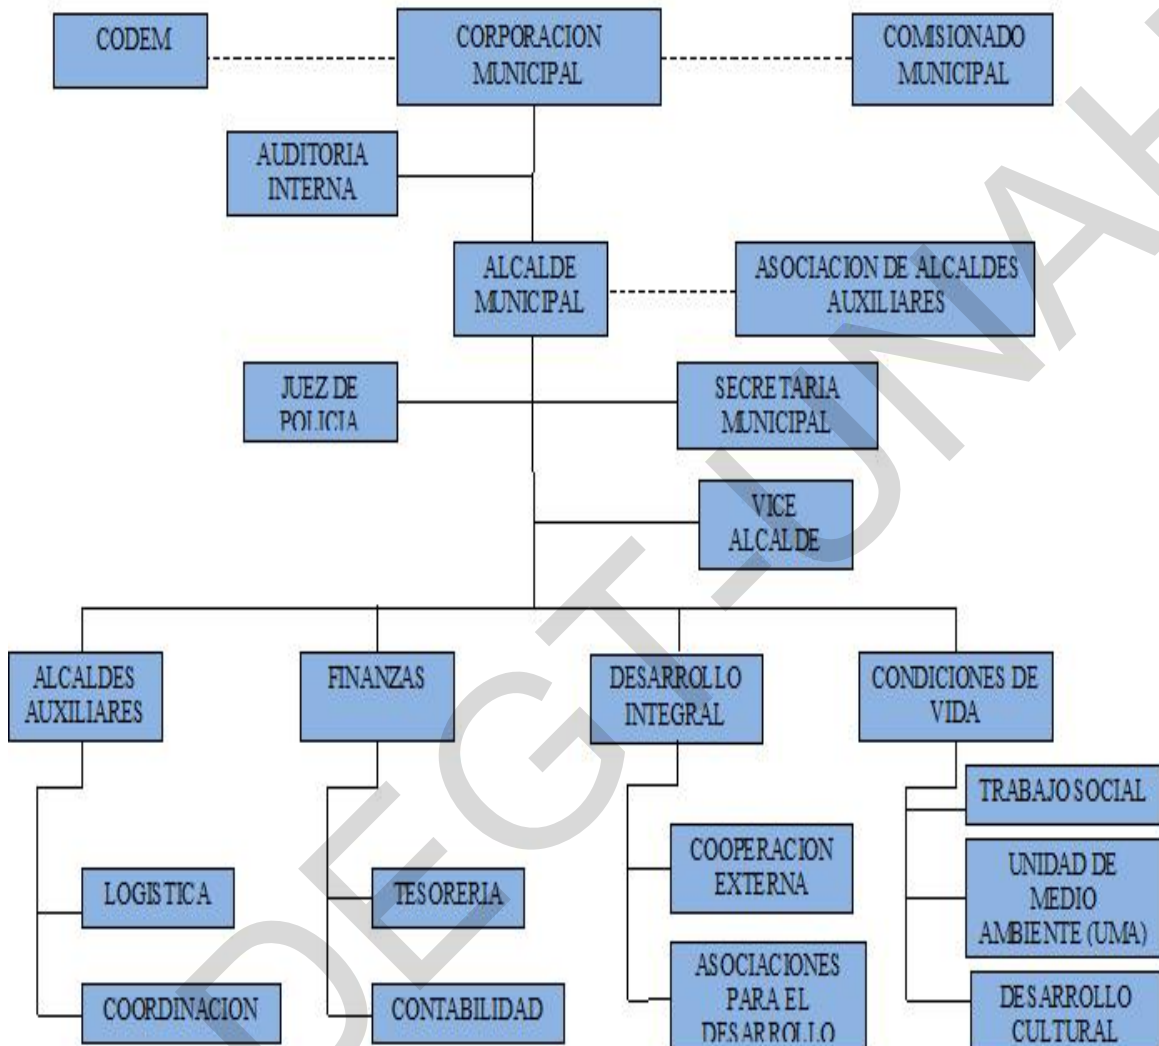 CODEM
CORPORACION
MUNICIPAL
COMISIONADO
MUNICIPAL
AUDITORIA
INTERNA
ALCALDE
MUNICIPAL
ASOCIACION DE ALCALDES
AUXILIARES
JUEZ DE
POLICIA
SECRETARIA
MUNICIPAL
VICE
ALCALDE
ALCALDES
AUXILIARES
FINANZAS
DESARROLLO
INTEGRAL
CONDICIONES DE
VIDA
LOGISTICA
COORDINACION
TESORERIA
CONTABILIDAD
COOPERACION
EXTERNA
ASOCIACIONES
PARA EL
DESARROLLO
TRABAJO SOCIAL
UNIDAD DE
MEDIO
AMBIENTE (UMA)
DESARROLLO
CULTURAL
DEGT-UNAH